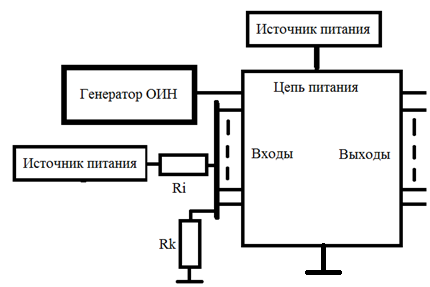 Источник питания
Генератор ОИН
Цепь питания
Источник питания
Входы
Выходы
Ri
Rk